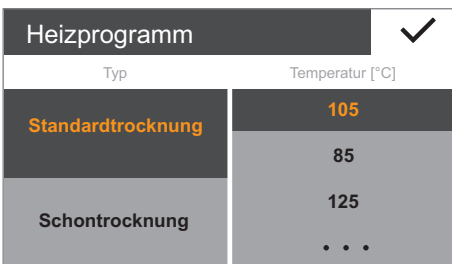 Heizprogramm
Typ Temperatur [°C]
Standardtrocknung 105
85
125
Schontrocknung
• • •